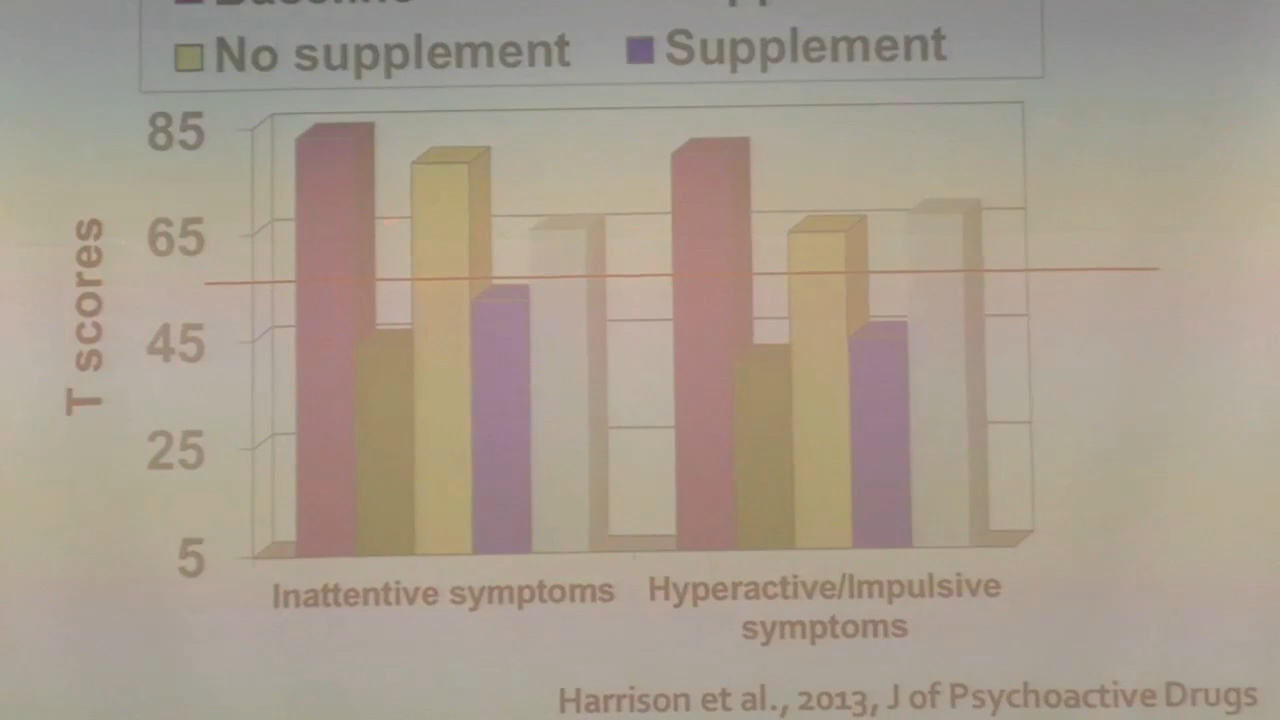 No supplement Supplement
85
65
45
25
5
T scores
Inattentive symptoms Hyperactive/Impulsive
symptoms
Harrison et al., 2013, J of Psychoactive Drugs